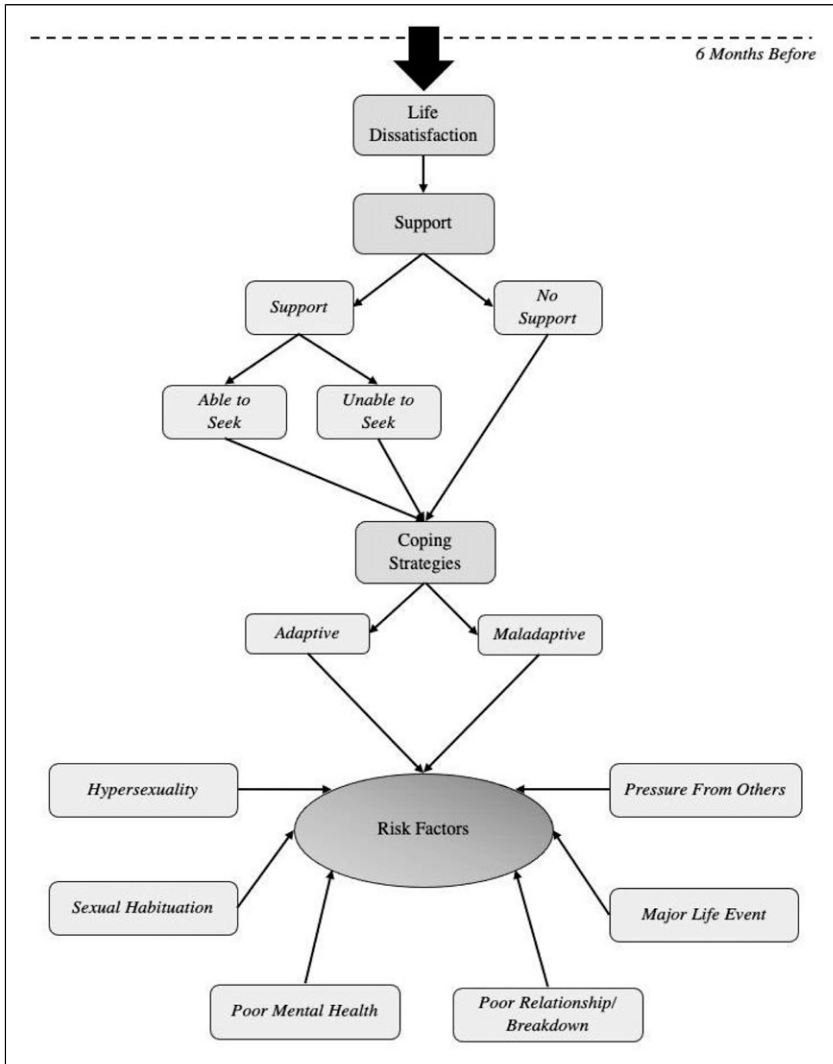 6 Months Before
Life
Dissatisfaction
Support
Support
No
Support
Able to
Seek
Unable to
Seek
Coping
Strategies
Adaptive
Maladaptive
Hypersexuality
Pressure From Others
Risk Factors
Sexual Habituation
Major Life Event
Poor Mental Health
Poor Relationship/
Breakdown